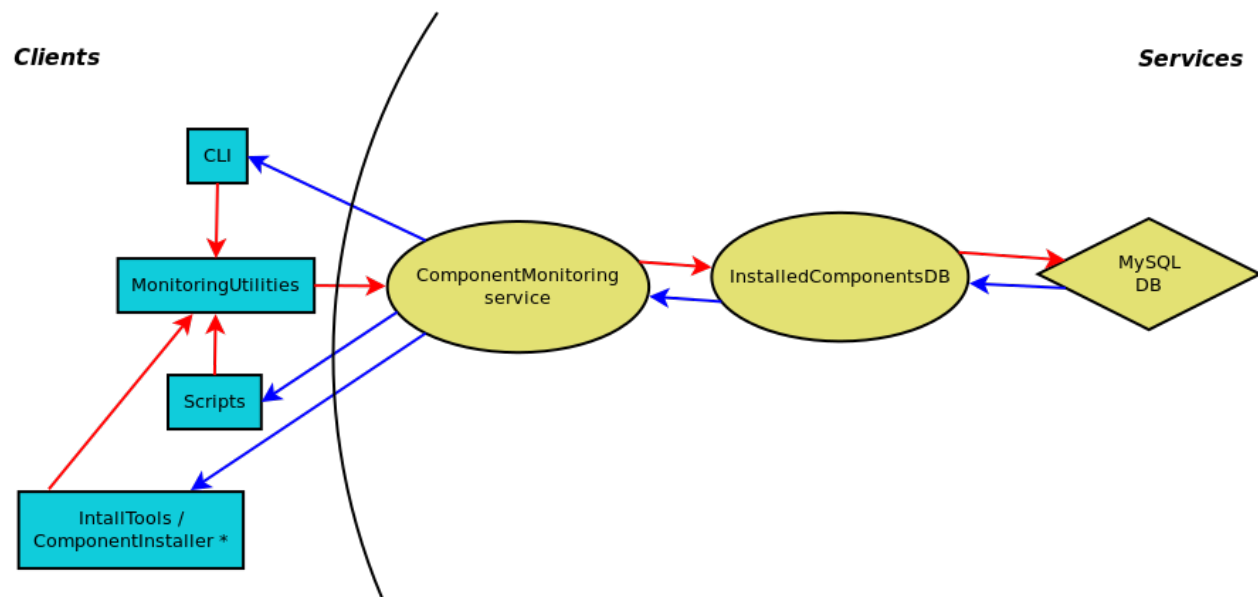 Clients
Services
CLI
MonitoringUtilities
ComponentMonitoring
service
InstalledComponentsDB
MySQL
DB
Scripts
IntallTools /
ComponentInstaller *